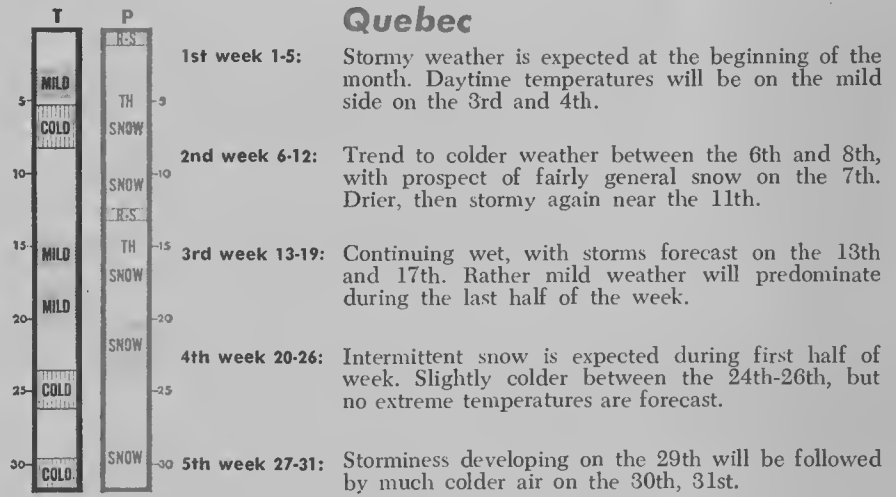 T P
Quebec
R-S
MILD
5
TH
5
COLD
SNOW
10
SNOW
10
R-S
15
MILD
TH
15
SNOW
MILD
20
20
SNOW
25
COLD
25
SNOW
30
COLD
30
1st week 1-5: Stormy weather is expected at the beginning of the
month. Daytime temperatures will be on the mild
side on the 3rd and 4th.
2nd week 6-12: Trend to colder weather between the 6th and 8th,
with prospect of fairly general snow on the 7th.
Drier, then stormy again near the 11th.
3rd week 13-19: Continuing wet, with storms forecast on the 13th
and 17th. Rather mild weather will predominate
during the last half of the week.
4th week 20-26: Intermittent snow is expected during first half of
week. Slightly colder between the 24th-26th, but
no extreme temperatures are forecast.
5th week 27-31: Storminess developing on the 29th will be followed
by much colder air on the 30th, 31st.